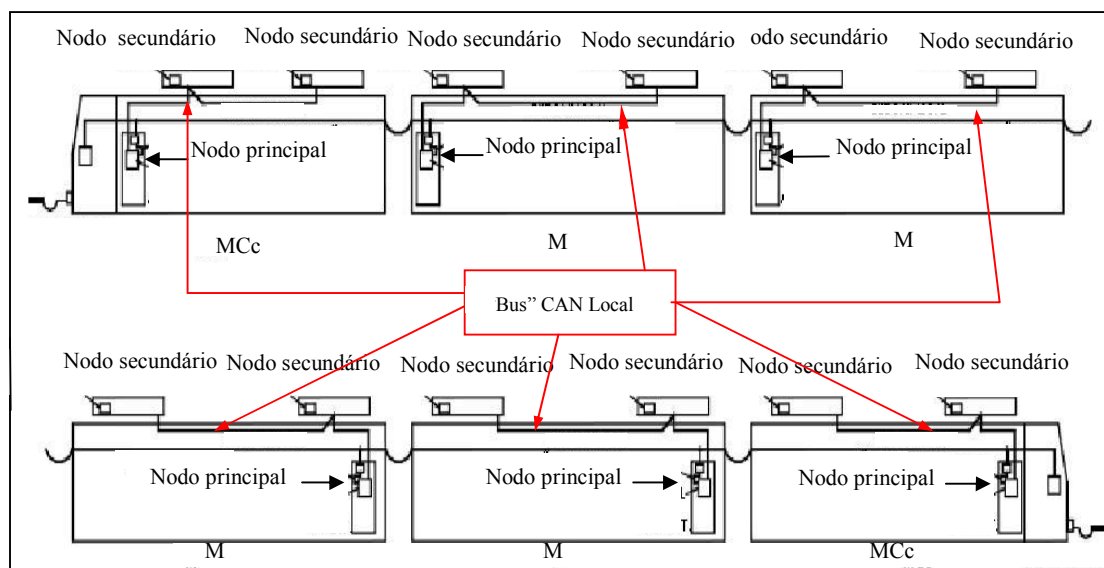 Nodo secundário Nodo secundário Nodo secundário Nodo secundário odo secundário Nodo secundário
Nodo principal Nodo principal Nodo principal
MCc M M
Bus” CAN Local
Nodo secundário Nodo secundário Nodo secundário Nodo secundário Nodo secundário Nodo secundário
Nodo principal Nodo principal Nodo principal
M M MCc